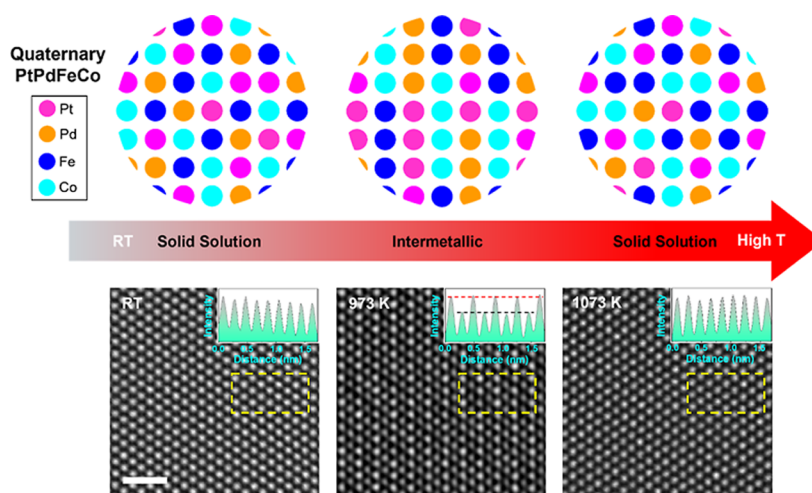 Quaternary
PtPdFeCo
Pt
Pd
Fe
Co
RT Solid Solution Intermetallic Solid Solution High T
RT
Intensity
0.0 0.5 1.0 1.5
Distance (nm)
973 K
Intensity
0.0 0.5 1.0 1.5
Distance (nm)
1073 K
Intensity
0.0 0.5 1.0 1.5
Distance (nm)